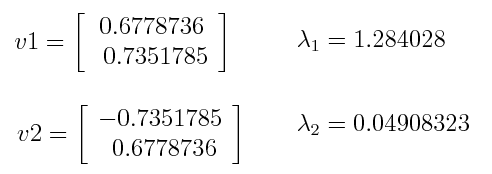 v1 = [ 0.6778736 0.7351785 ] λ₁ = 1.284028
v2 = [ −0.7351785 0.6778736 ] λ₂ = 0.04908323